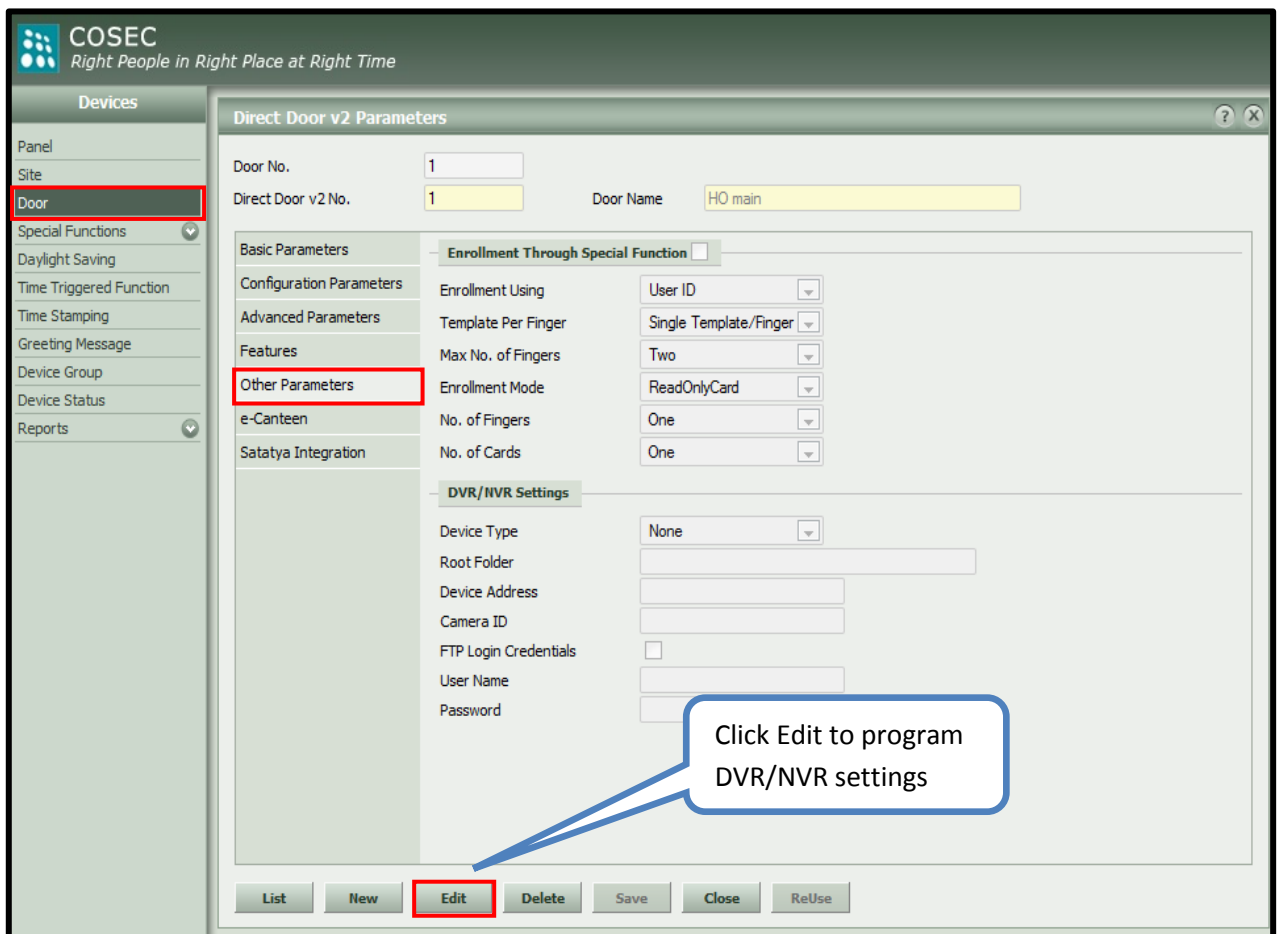 COSEC
Right People in Right Place at Right Time
Devices
Panel
Site
Door
Special Functions
Daylight Saving
Time Triggered Function
Time Stamping
Greeting Message
Device Group
Device Status
Reports
Direct Door v2 Parameters
Door No. 1
Direct Door v2 No. 1 Door Name HO main
Basic Parameters
Configuration Parameters
Advanced Parameters
Features
Other Parameters
e-Canteen
Satatya Integration
Enrollment Through Special Function
Enrollment Using User ID
Template Per Finger Single Template/Finger
Max No. of Fingers Two
Enrollment Mode ReadOnlyCard
No. of Fingers One
No. of Cards One
DVR/NVR Settings
Device Type None
Root Folder
Device Address
Camera ID
FTP Login Credentials
User Name
Password
Click Edit to program
DVR/NVR settings
List New Edit Delete Save Close ReUse